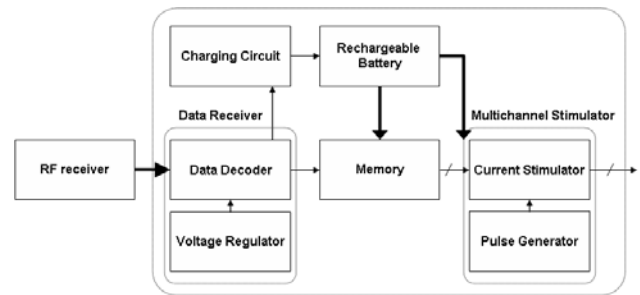 Charging Circuit
Rechargeable
Battery
Data Receiver
Multichannel Stimulator
RF receiver
Data Decoder
Memory
Current Stimulator
Voltage Regulator
Pulse Generator